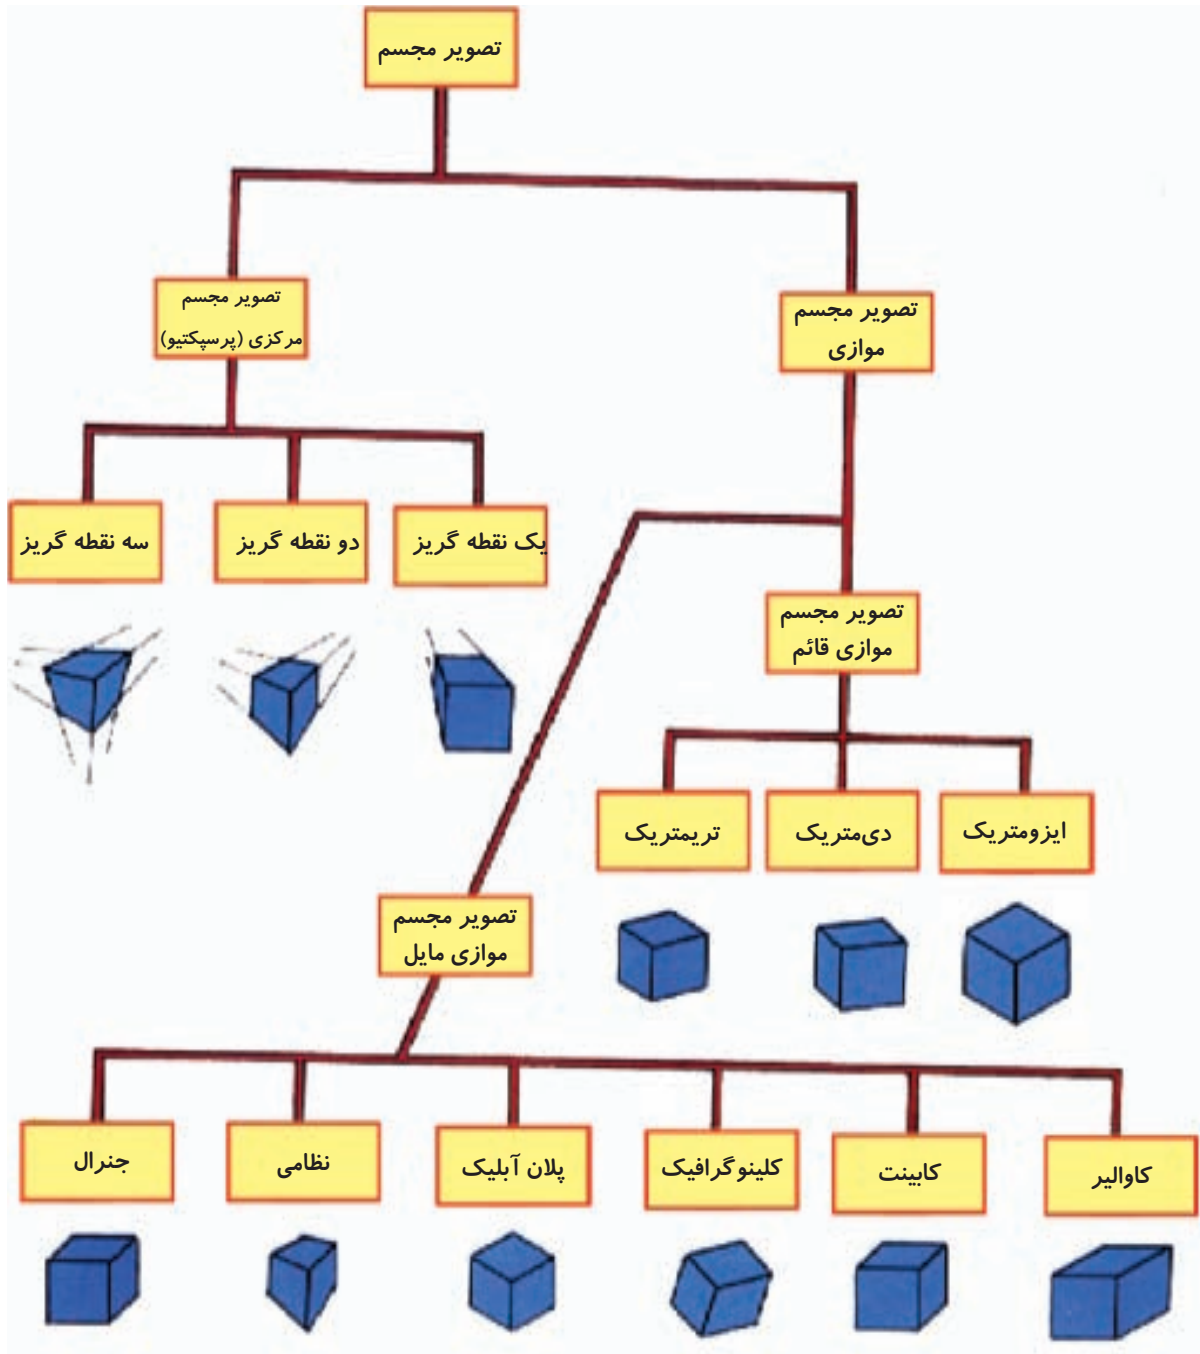 تصویر مجسم
تصویر مجسم
موازی
تصویر مجسم
مرکزی (پرسپکتیو)
یک نقطه گریز
دو نقطه گریز
سه نقطه گریز
تصویر مجسم
موازی قائم
ایزومتریک
دی‌متریک
تریمتریک
تصویر مجسم
موازی مایل
کاوالیر
کابینت
کلینوگرافیک
پلان آبلیک
نظامی
جنرال